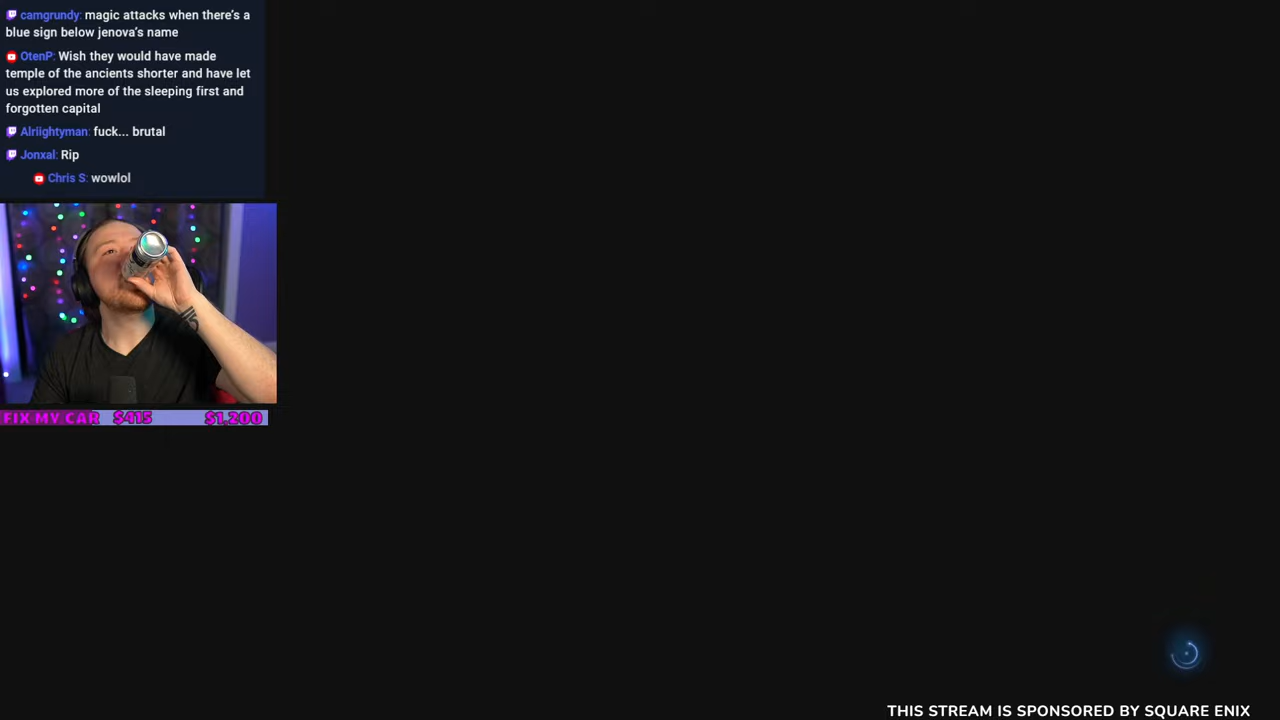 camgrundy: magic attacks when there's a
blue sign below jenova's name
OtenP: Wish they would have made
temple of the ancients shorter and have let
us explored more of the sleeping first and
forgotten capital
Alriightyman: fuck... brutal
Jonxal: Rip
Chris S: wowlol
FIX MY CAR $415 $1,200
THIS STREAM IS SPONSORED BY SQUARE ENIX